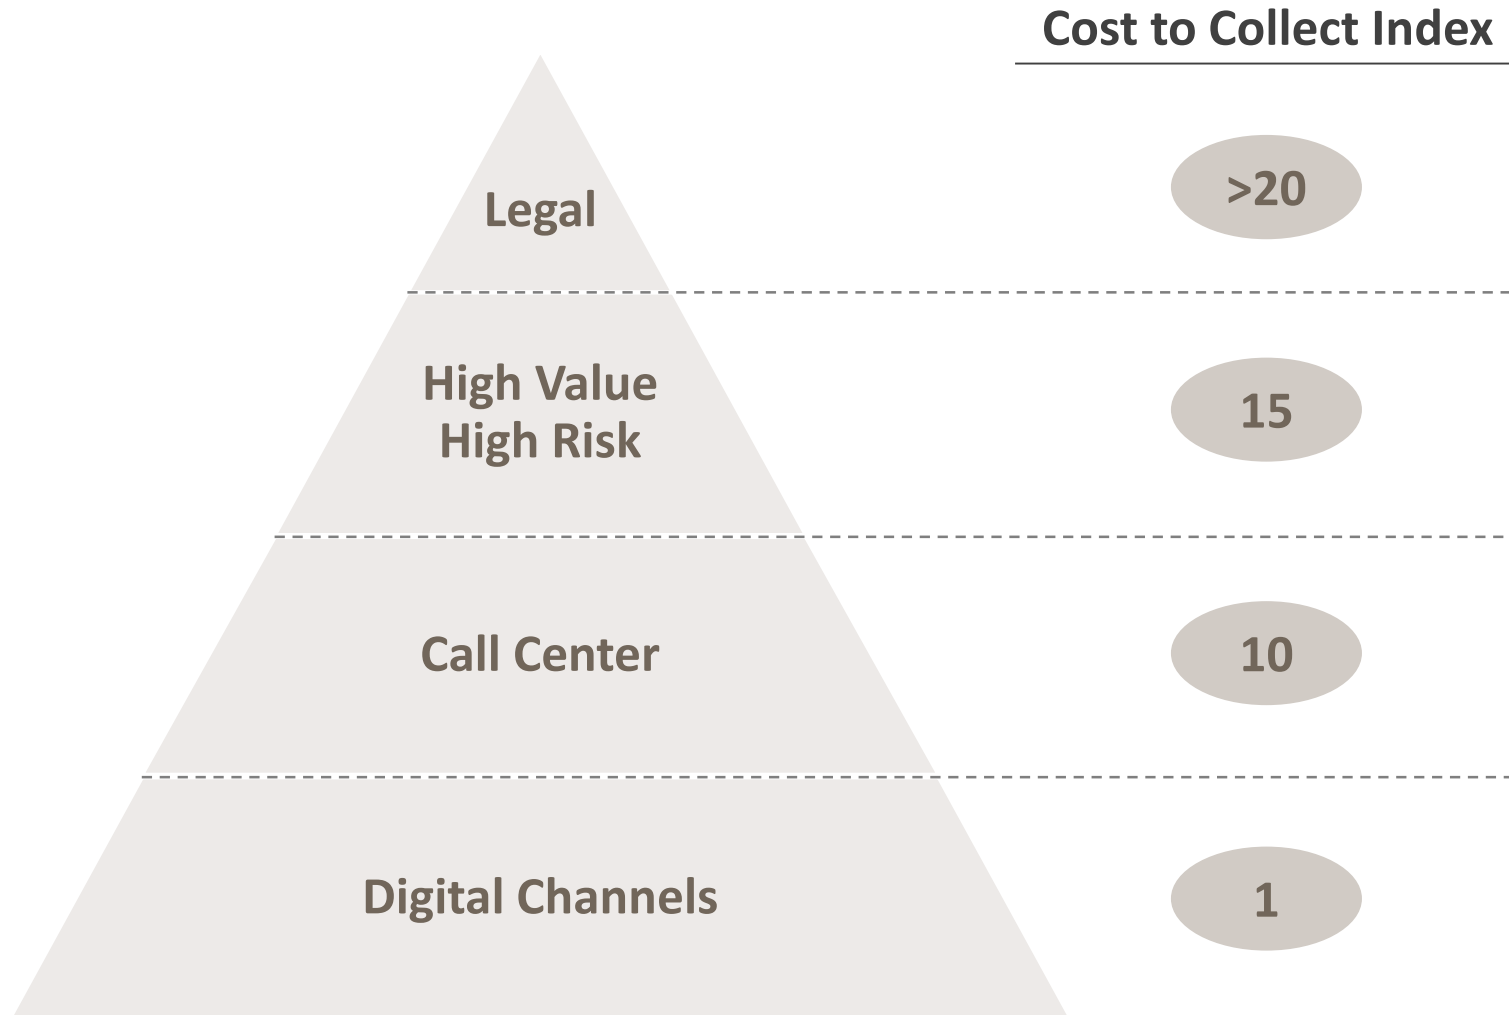 Cost to Collect Index
Legal
>20
High Value
High Risk
15
Call Center
10
Digital Channels
1